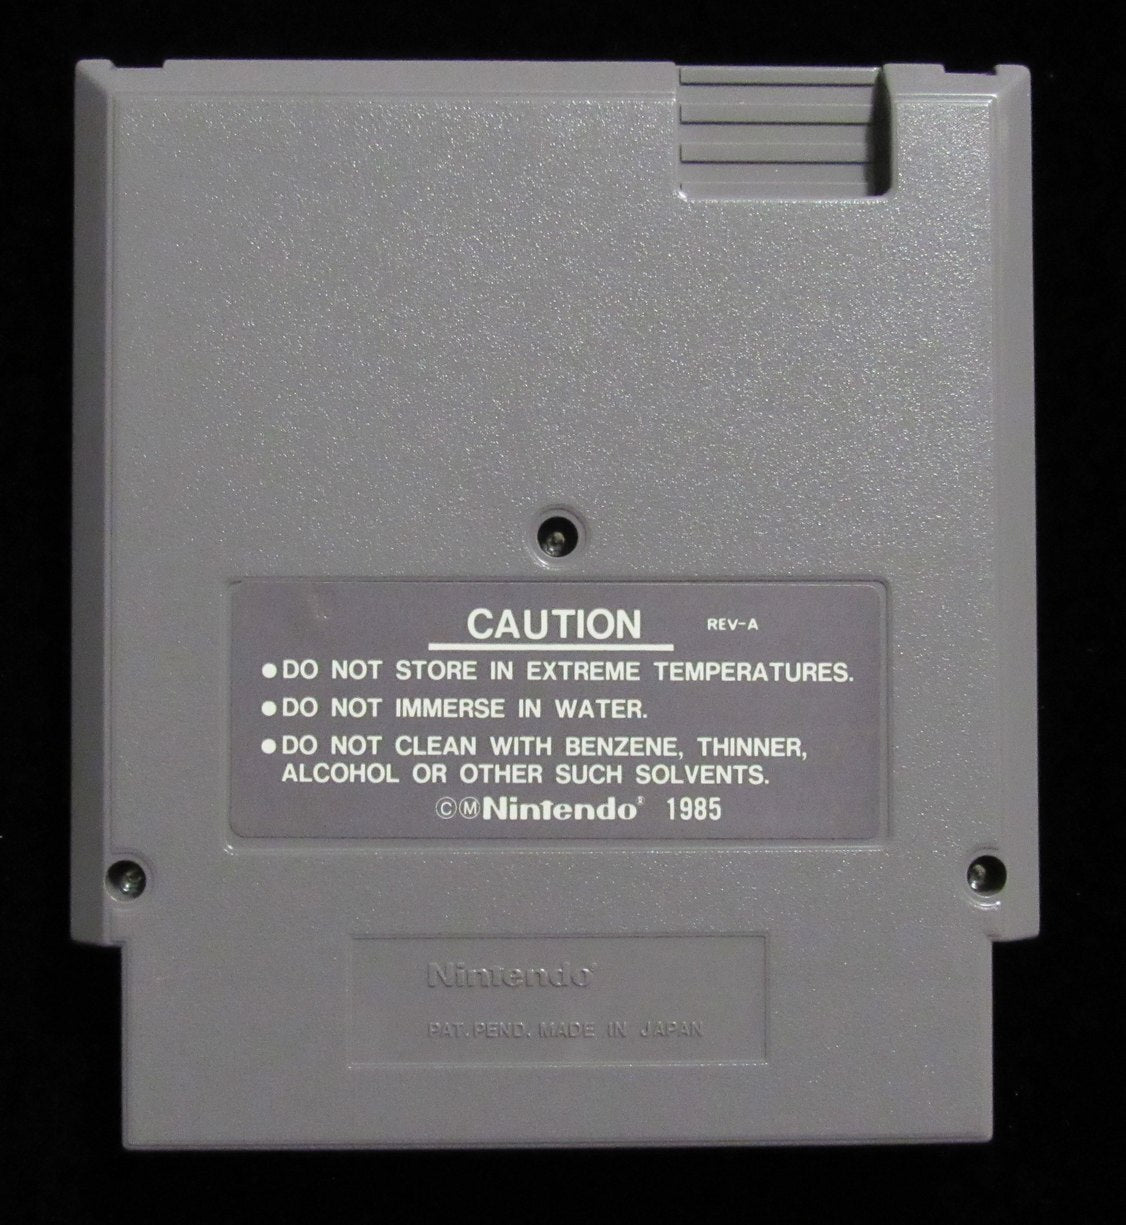 CAUTION REV-A
●DO NOT STORE IN EXTREME TEMPERATURES.
●DO NOT IMMERSE IN WATER.
●DO NOT CLEAN WITH BENZENE, THINNER,
ALCOHOL OR OTHER SUCH SOLVENTS.
©ⓂNintendo® 1985
Nintendo®
PAT. PEND. MADE IN JAPAN